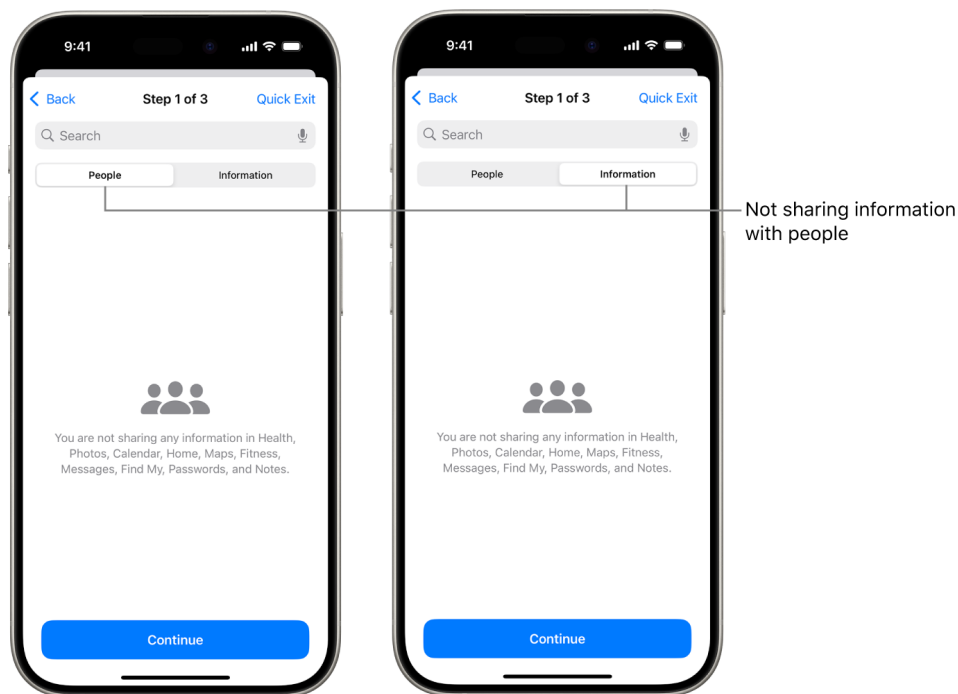 9:41
Back
Step 1 of 3
Quick Exit
Search
People
Information
You are not sharing any information in Health,
Photos, Calendar, Home, Maps, Fitness,
Messages, Find My, Passwords, and Notes.
Continue
9:41
Back
Step 1 of 3
Quick Exit
Search
People
Information
You are not sharing any information in Health,
Photos, Calendar, Home, Maps, Fitness,
Messages, Find My, Passwords, and Notes.
Continue
Not sharing information
with people